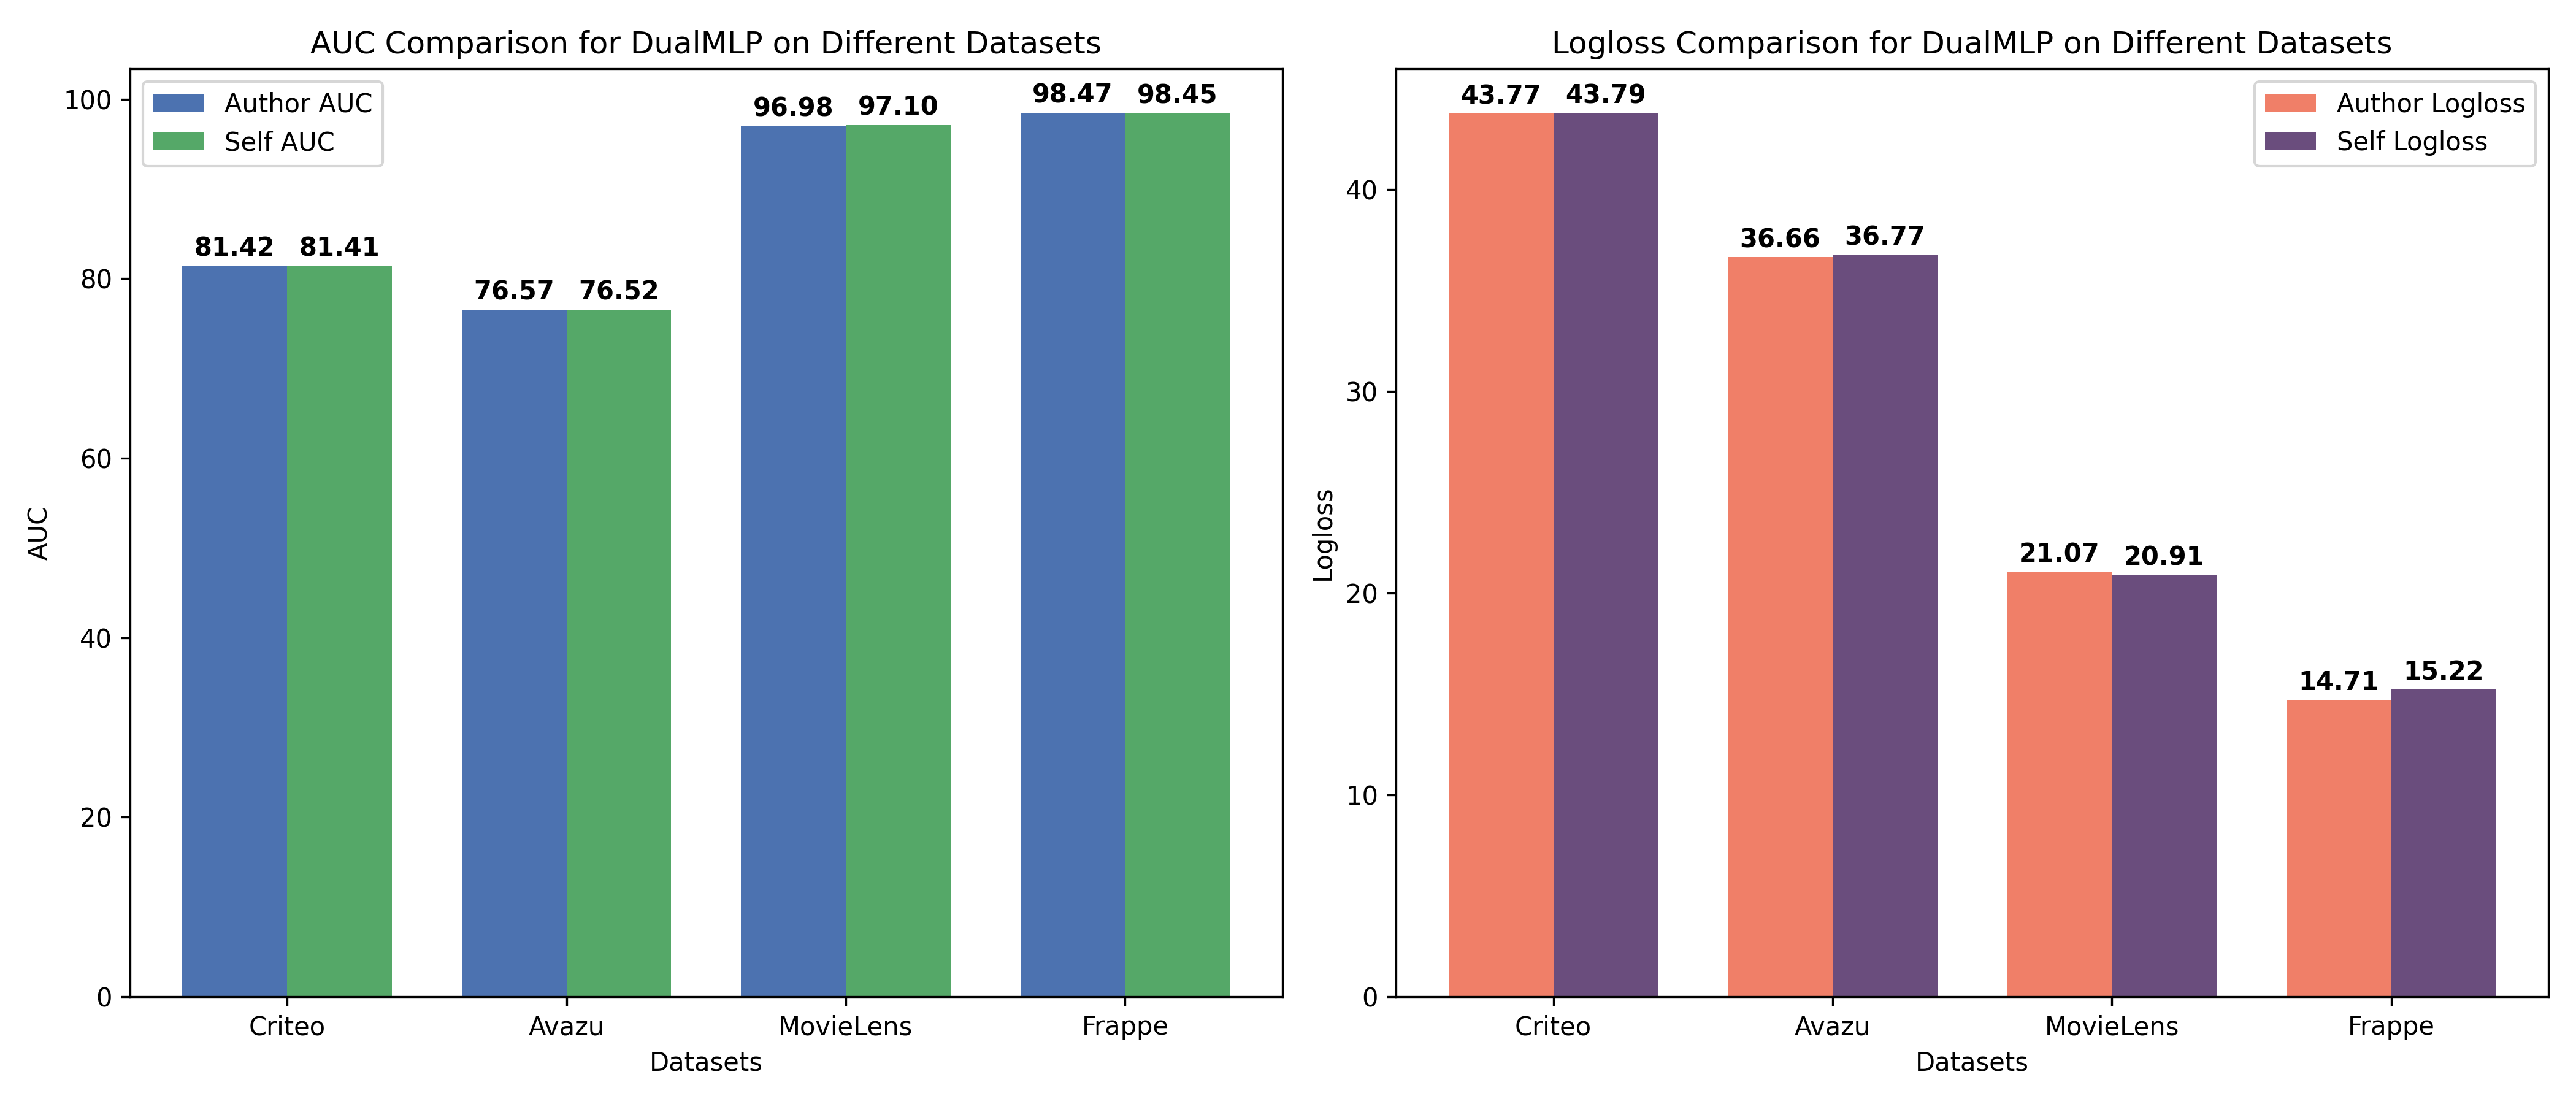 AUC Comparison for DualMLP on Different Datasets
Author AUC
Self AUC
AUC
100
80
60
40
20
0
81.42 81.41
76.57 76.52
96.98 97.10
98.47 98.45
Criteo Avazu MovieLens Frappe
Datasets
Logloss Comparison for DualMLP on Different Datasets
Author Logloss
Self Logloss
Logloss
40
30
20
10
0
43.77 43.79
36.66 36.77
21.07 20.91
14.71 15.22
Criteo Avazu MovieLens Frappe
Datasets